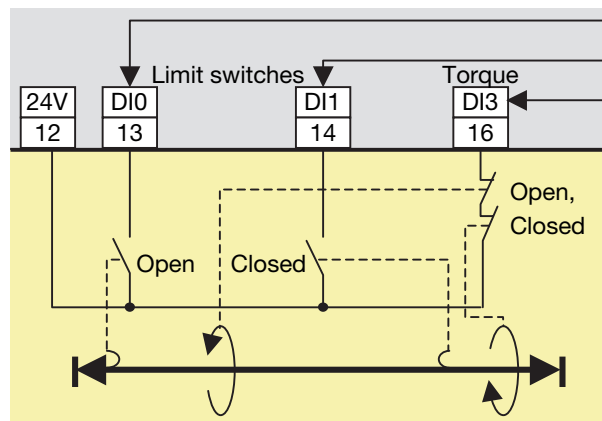 Limit switches
Torque
24V DI0 DI1 DI3
12 13 14 16
Open,
Closed
Open
Closed